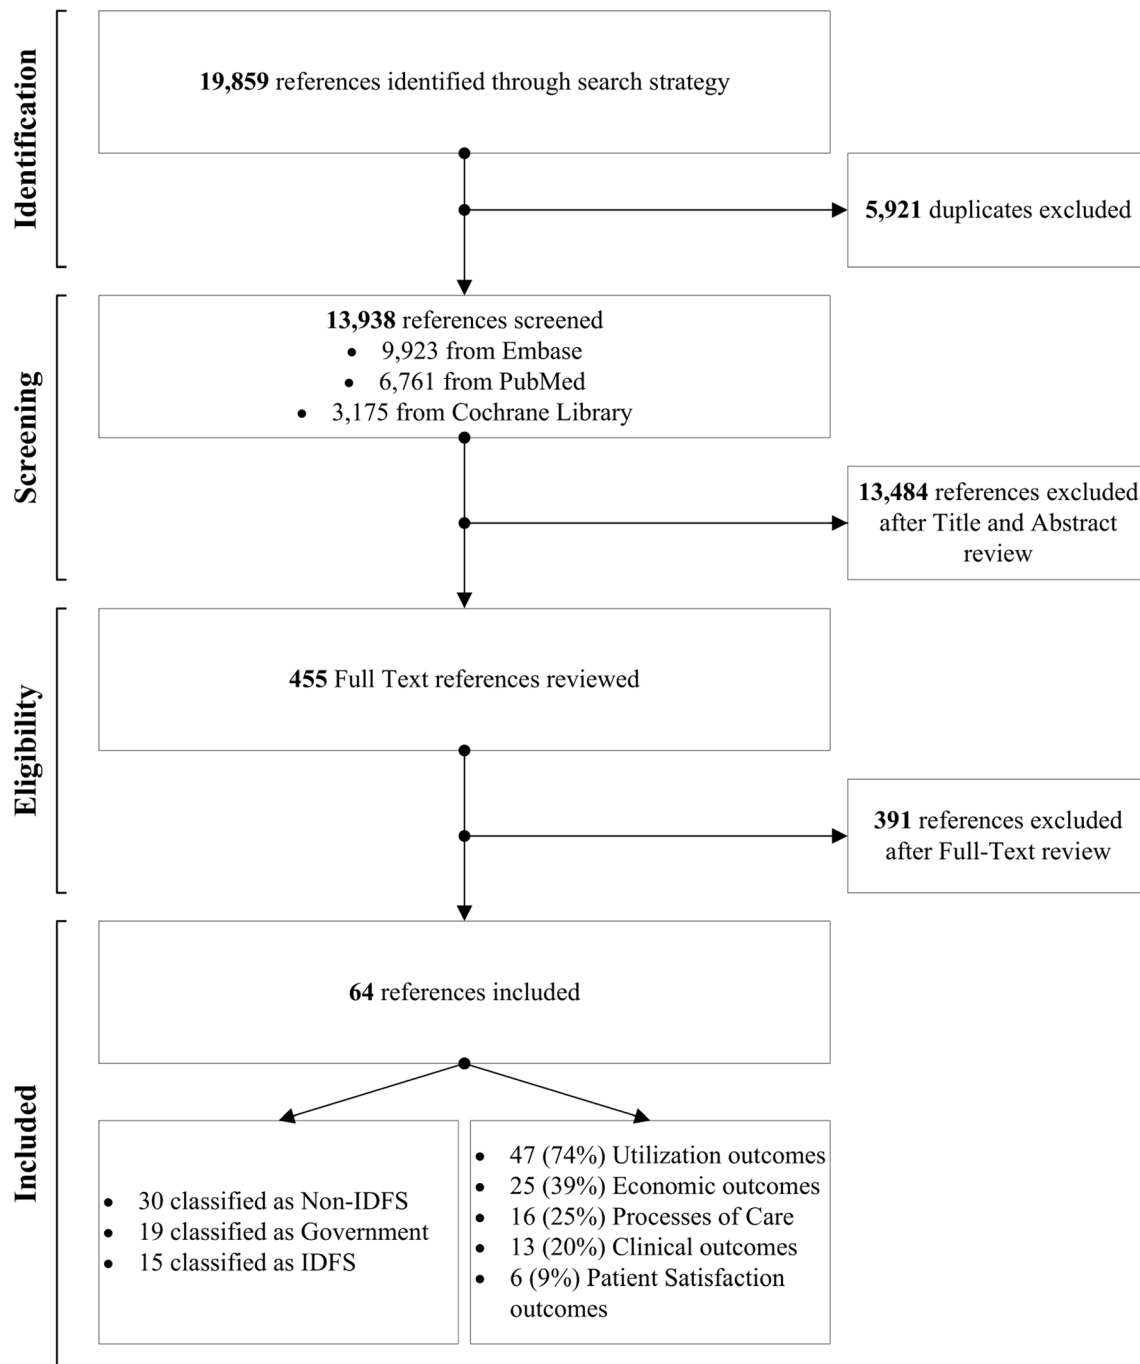 Identification
19,859 references identified through search strategy
5,921 duplicates excluded
Screening
13,938 references screened
• 9,923 from Embase
• 6,761 from PubMed
• 3,175 from Cochrane Library
13,484 references excluded
after Title and Abstract
review
Eligibility
455 Full Text references reviewed
391 references excluded
after Full-Text review
Included
64 references included
• 30 classified as Non-IDFS
• 19 classified as Government
• 15 classified as IDFS
• 47 (74%) Utilization outcomes
• 25 (39%) Economic outcomes
• 16 (25%) Processes of Care
• 13 (20%) Clinical outcomes
• 6 (9%) Patient Satisfaction
outcomes